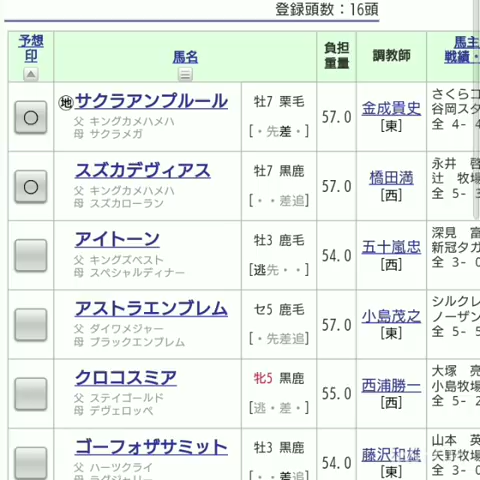 登録頭数：16頭
予想印 馬名 負担重量 調教師 馬主 戦績・
地 サクラアンプルール 牡7 栗毛 57.0 金成貴史 さくらコ
父 キングカメハメハ 谷岡スタ
母 サクラメガ [・先差・] [東] 全 4- 4
スズカデヴィアス 牡7 黒鹿 57.0 橋田満 永井 啓
父 キングカメハメハ 辻 牧場
母 スズカローラン [・・差追] [西] 全 5- 3
アイトーン 牡3 鹿毛 54.0 五十嵐忠 深見 富
父 キングズベスト 新冠タカ
母 スペシャルディナー [逃先・・] [西] 全 3- 0
アストラエンブレム セ5 鹿毛 57.0 小島茂之 シルクレ
父 ダイワメジャー ノーザン
母 ブラックエンブレム [・先差追] [東] 全 5- 5
クロコスミア 牝5 黒鹿 55.0 西浦勝一 大塚 亮
父 ステイゴールド 小島牧場
母 デヴェロッペ [逃・差・] [西] 全 5- 2
ゴーフォザサミット 牡3 黒鹿 54.0 藤沢和雄 山本 英
父 ハーツクライ 矢野牧場
母 ラグジャリー [・・差追] [東] 全 3-